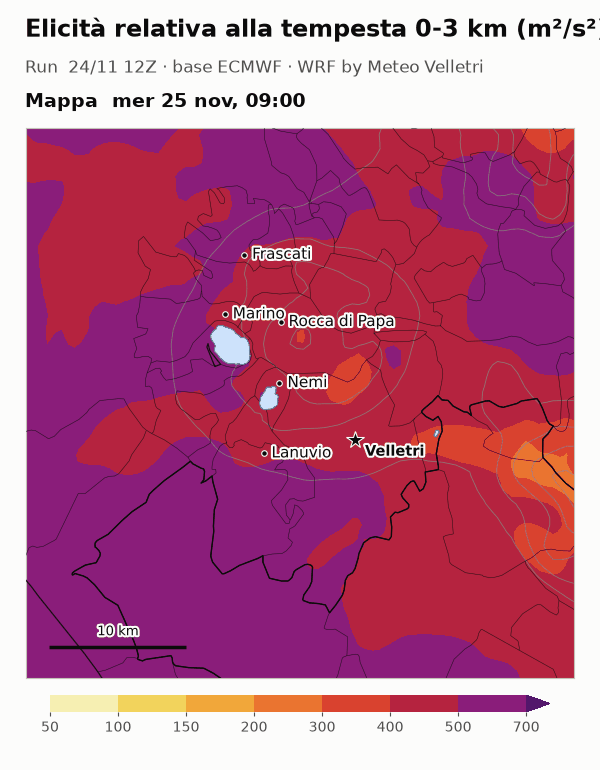 Elicità relativa alla tempesta 0-3 km (m²/s²)
Run 24/11 12Z · base ECMWF · WRF by Meteo Velletri
Mappa mer 25 nov, 09:00
Frascati
Marino
Rocca di Papa
Nemi
Velletri
Lanuvio
10 km
50 100 150 200 300 400 500 700